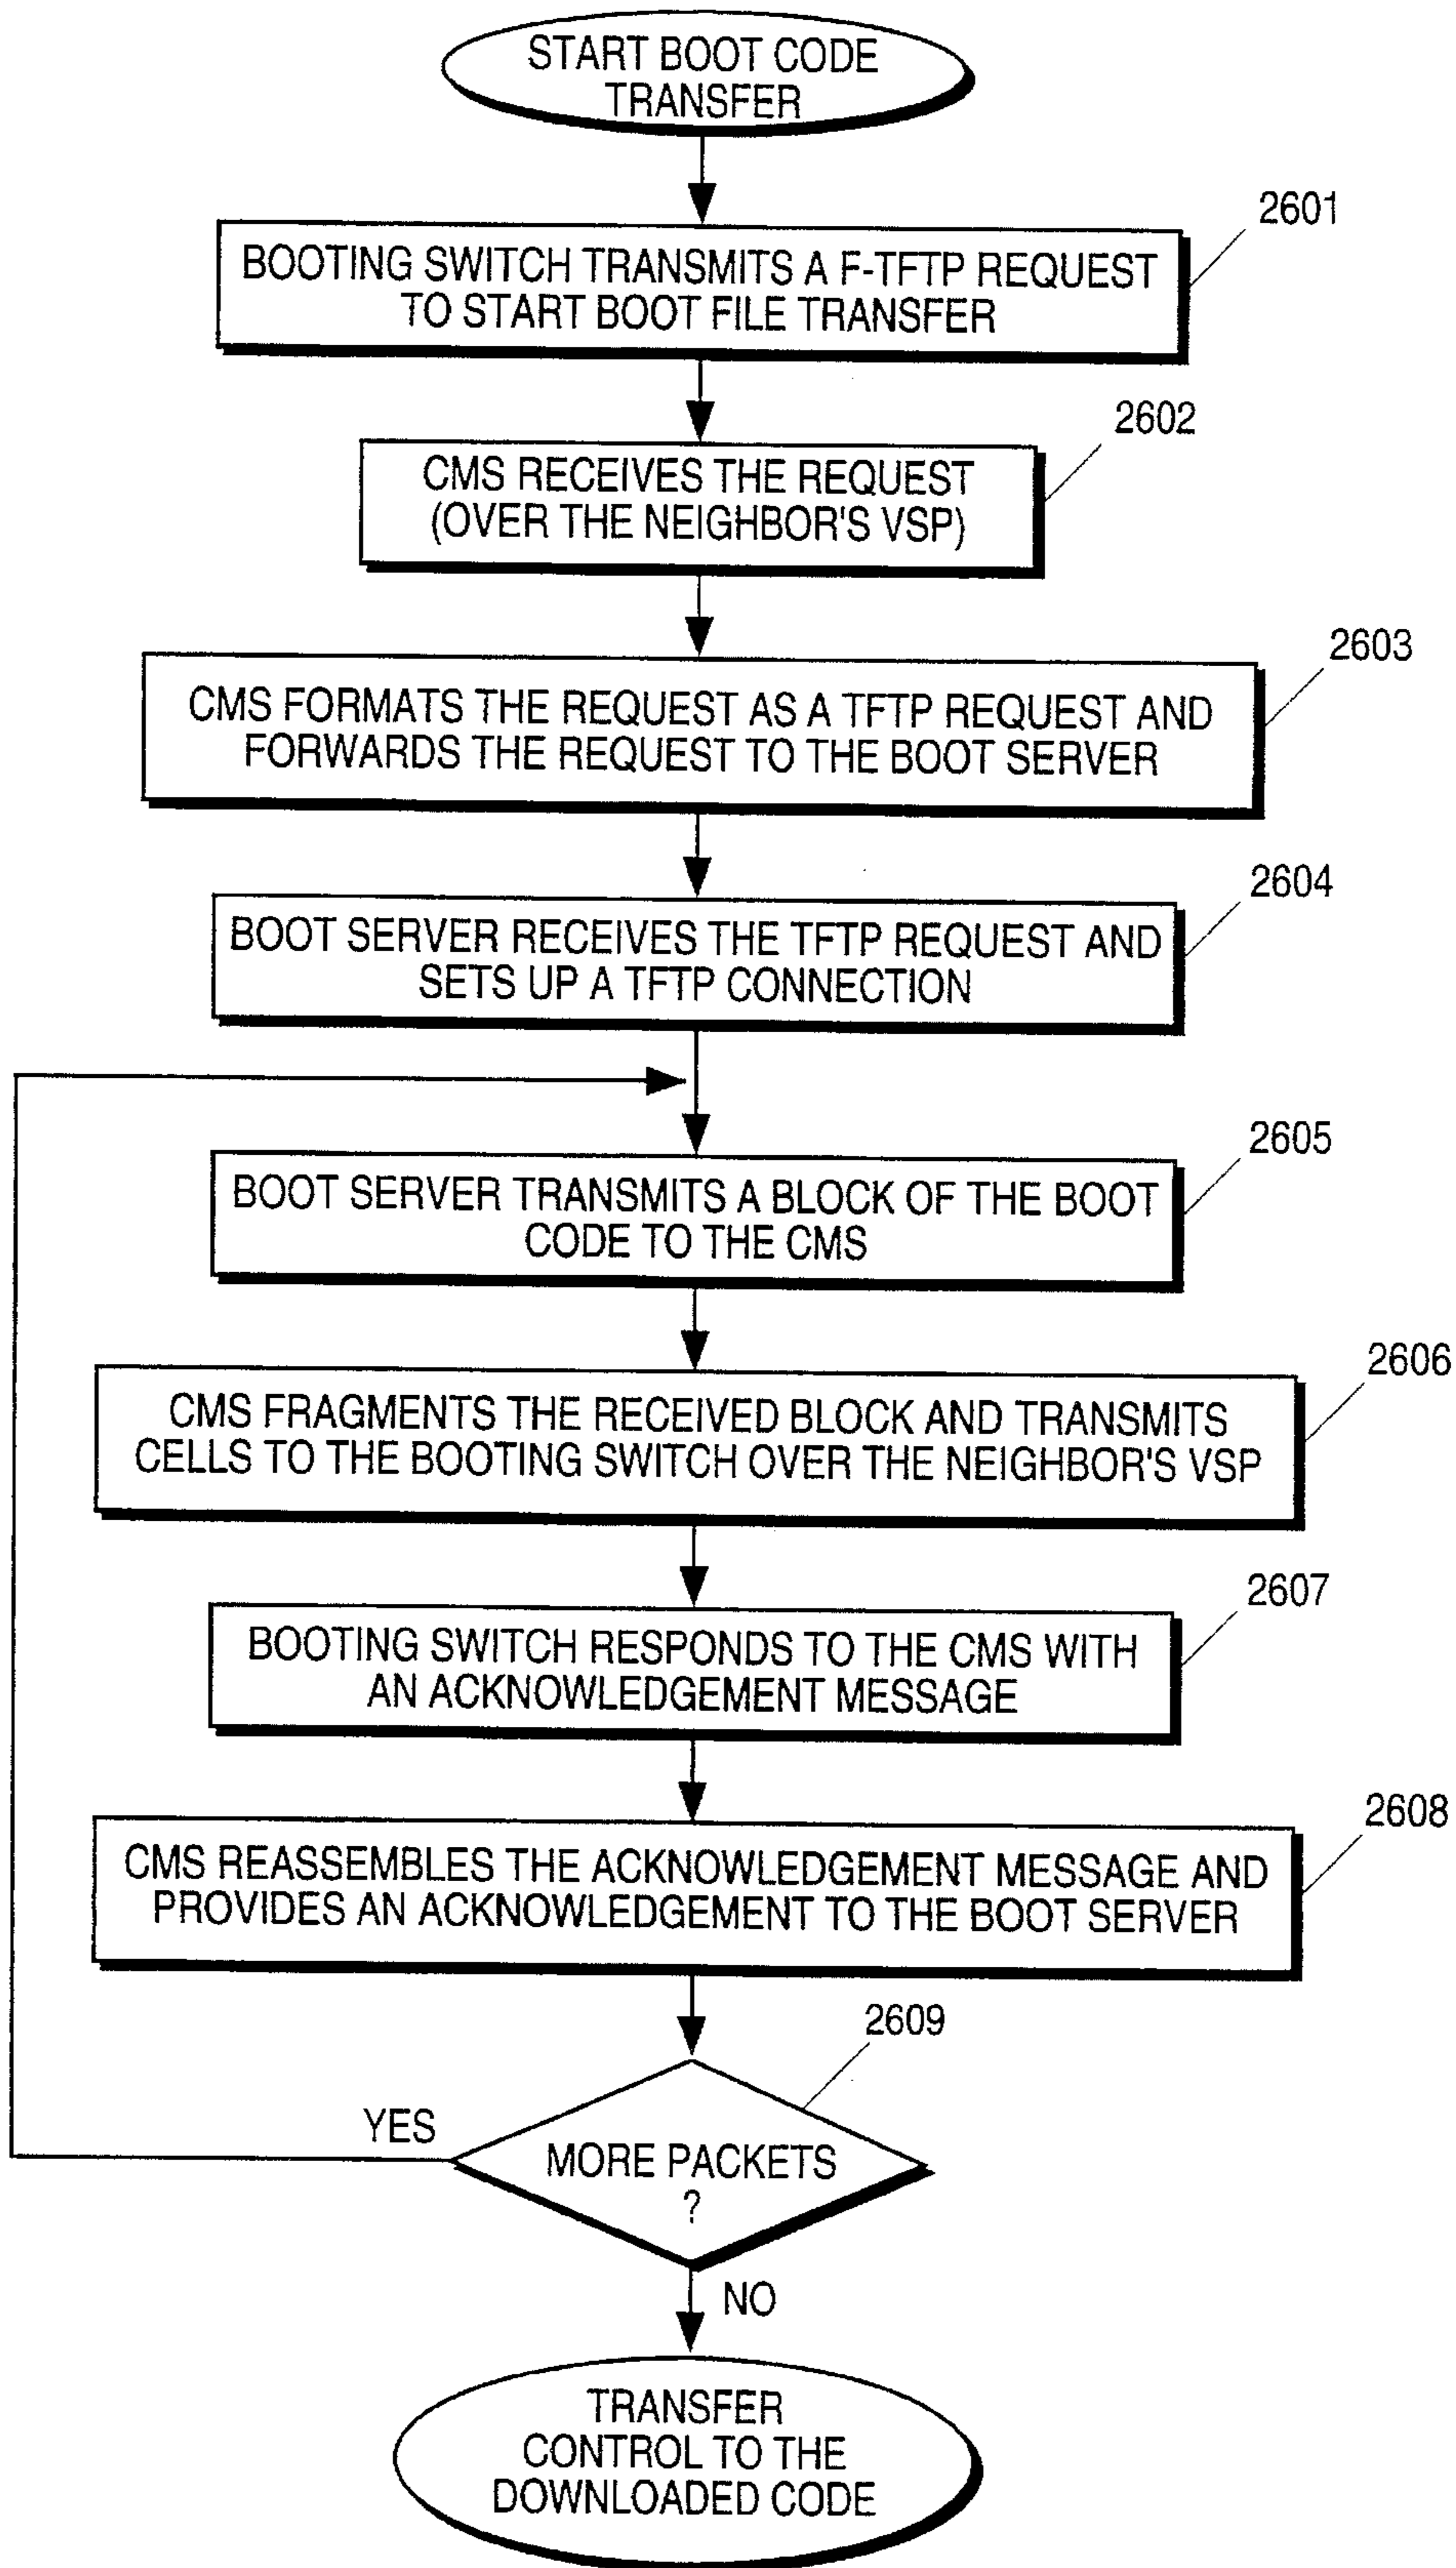 START BOOT CODE
TRANSFER
2601
BOOTING SWITCH TRANSMITS A F-TFTP REQUEST
TO START BOOT FILE TRANSFER
2602
CMS RECEIVES THE REQUEST
(OVER THE NEIGHBOR'S VSP)
2603
CMS FORMATS THE REQUEST AS A TFTP REQUEST AND
FORWARDS THE REQUEST TO THE BOOT SERVER
2604
BOOT SERVER RECEIVES THE TFTP REQUEST AND
SETS UP A TFTP CONNECTION
2605
BOOT SERVER TRANSMITS A BLOCK OF THE BOOT
CODE TO THE CMS
2606
CMS FRAGMENTS THE RECEIVED BLOCK AND TRANSMITS
CELLS TO THE BOOTING SWITCH OVER THE NEIGHBOR'S VSP
2607
BOOTING SWITCH RESPONDS TO THE CMS WITH
AN ACKNOWLEDGEMENT MESSAGE
2608
CMS REASSEMBLES THE ACKNOWLEDGEMENT MESSAGE AND
PROVIDES AN ACKNOWLEDGEMENT TO THE BOOT SERVER
2609
YES
MORE PACKETS
?
NO
TRANSFER
CONTROL TO THE
DOWNLOADED CODE